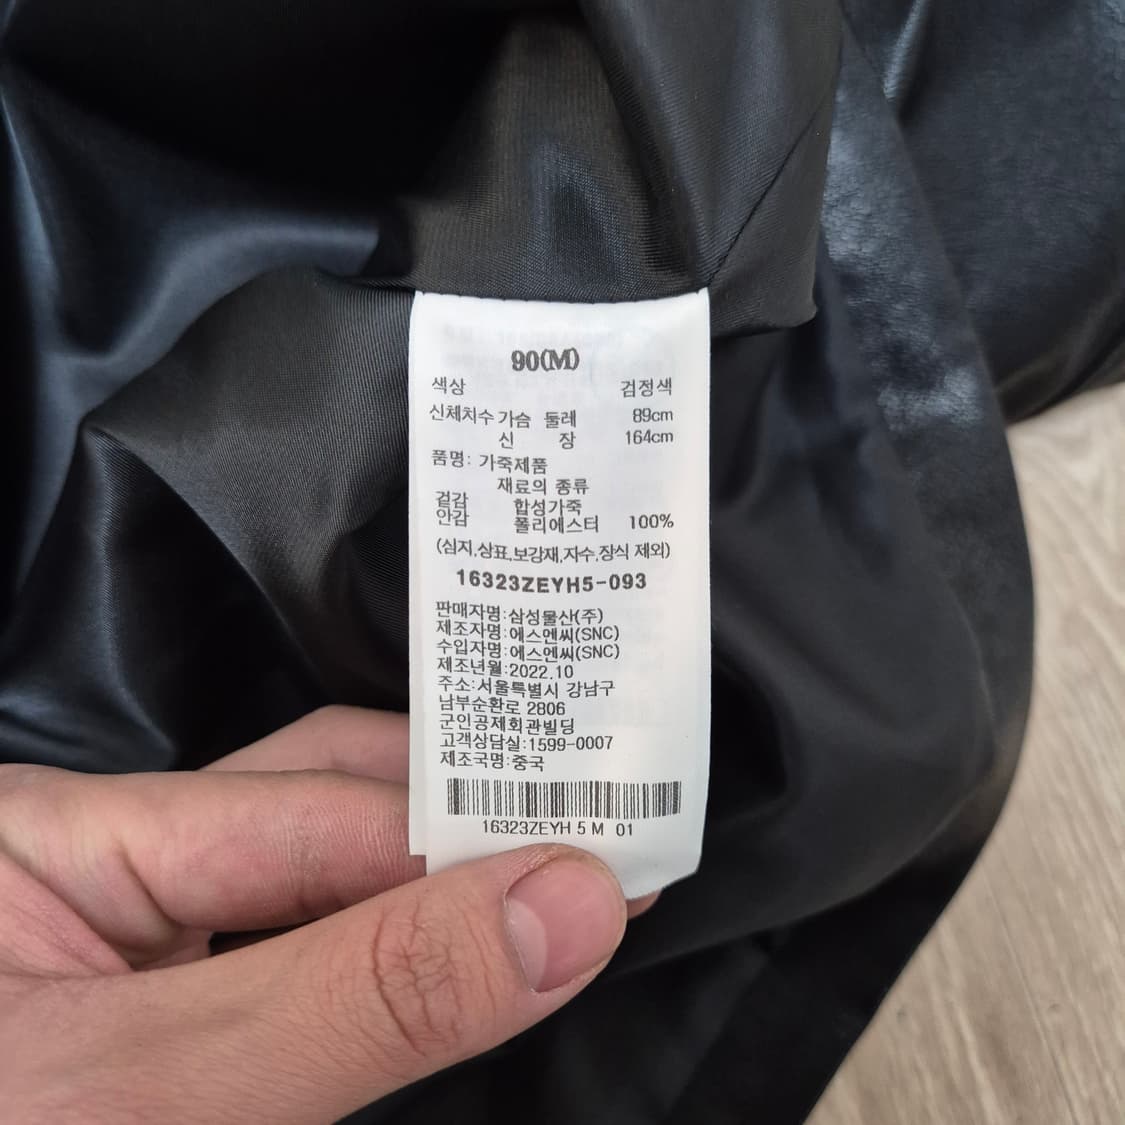 90(M)
색상 검정색
신체치수 가슴 둘레 89cm
신 장 164cm
품명: 가죽제품
재료의 종류
겉감 합성가죽
안감 폴리에스터 100%
(심지,상표,보강재,자수,장식 제외)
16323ZEYH5-093
판매자명:삼성물산(주)
제조자명:에스엔씨(SNC)
수입자명:에스엔씨(SNC)
제조년월:2022.10
주소:서울특별시 강남구
남부순환로 2806
군인공제회관빌딩
고객상담실:1599-0007
제조국명:중국
16323ZEYH 5 M 01